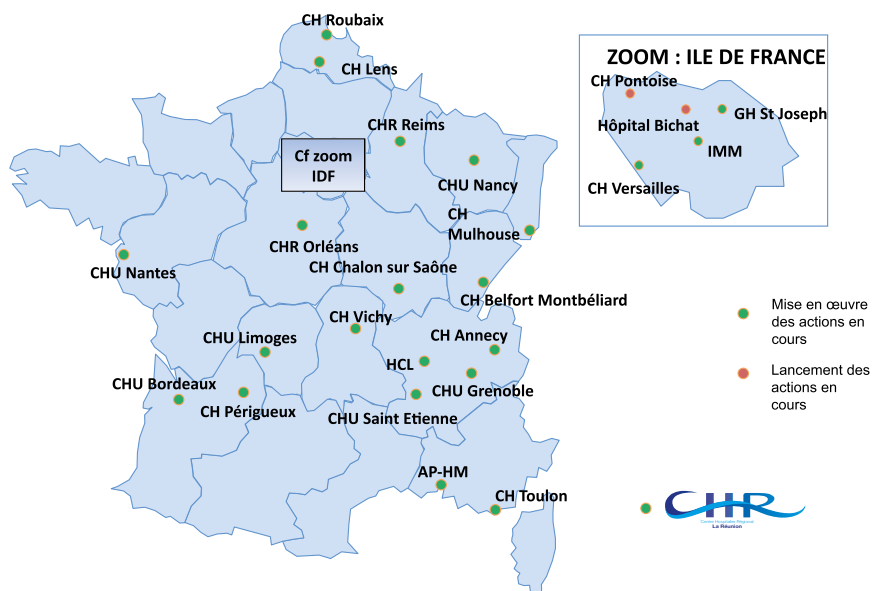 CH Roubaix
CH Lens
CHR Reims
Cf zoom
IDF
CHU Nancy
CH
Mulhouse
CHR Orléans
CHU Nantes
CH Chalon sur Saône
CH Belfort Montbéliard
CH Vichy
CHU Limoges
CH Annecy
HCL
CHU Bordeaux
CHU Grenoble
CH Périgueux
CHU Saint Etienne
AP-HM
CH Toulon
ZOOM : ILE DE FRANCE
CH Pontoise
GH St Joseph
Hôpital Bichat
IMM
CH Versailles
Mise en œuvre
des actions en
cours
Lancement des
actions en
cours
CHR
Centre Hospitalier Régional
La Réunion